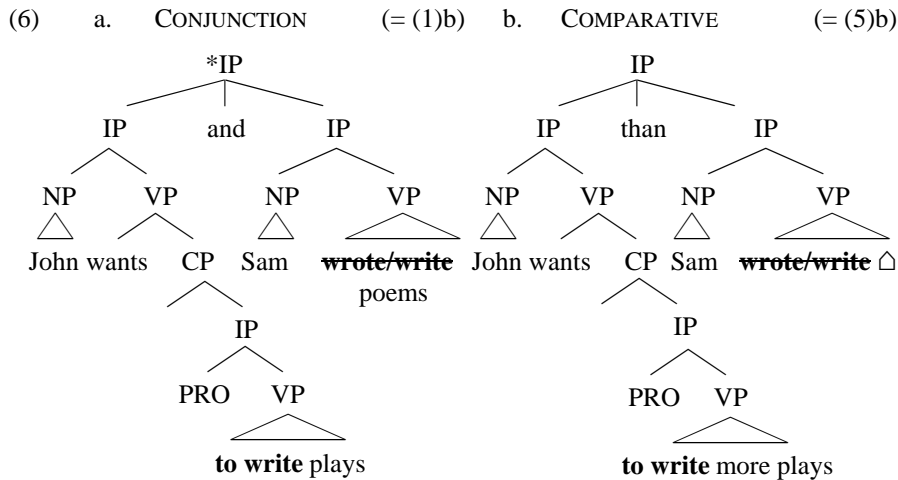 (6) a. CONJUNCTION (= (1)b) b. COMPARATIVE (= (5)b)
*IP IP
IP and IP IP than IP
NP VP NP VP NP VP NP VP
John wants CP Sam wrote/write John wants CP Sam wrote/write ⌂
poems
IP IP
PRO VP PRO VP
to write plays to write more plays